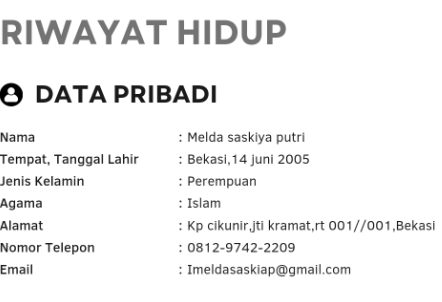 RIWAYAT HIDUP
DATA PRIBADI
Nama : Melda saskiya putri
Tempat, Tanggal Lahir : Bekasi,14 juni 2005
Jenis Kelamin : Perempuan
Agama : Islam
Alamat : Kp cikunir,jti kramat,rt 001//001,Bekasi
Nomor Telepon : 0812-9742-2209
Email : Imeldasaskiap@gmail.com